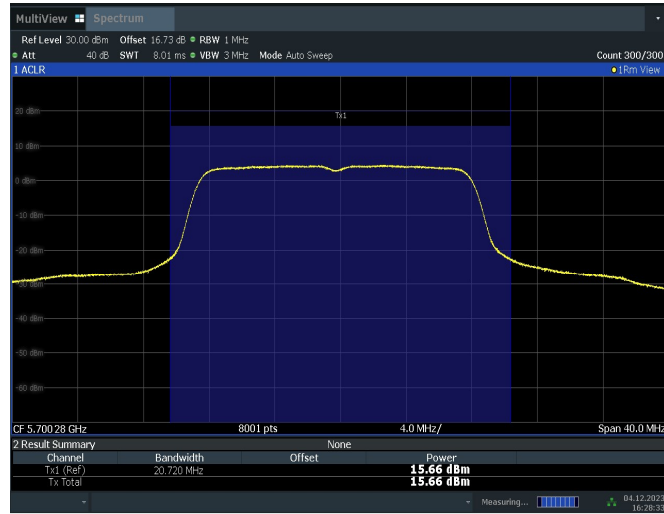 MultiView Spectrum
Ref Level 30.00 dBm Offset 16.73 dB RBW 1 MHz
Att 40 dB SWT 8.01 ms VBW 3 MHz Mode Auto Sweep Count 300/300
1 ACLR 1Rm View
Tx1
20 dBm
10 dBm
0 dBm
-10 dBm
-20 dBm
-30 dBm
-40 dBm
-50 dBm
-60 dBm
CF 5.700 28 GHz 8001 pts 4.0 MHz/ Span 40.0 MHz
2 Result Summary None
Channel Bandwidth Offset Power
Tx1 (Ref) 20.720 MHz 15.66 dBm
Tx Total 15.66 dBm
Measuring... 04.12.2023
16:28:33